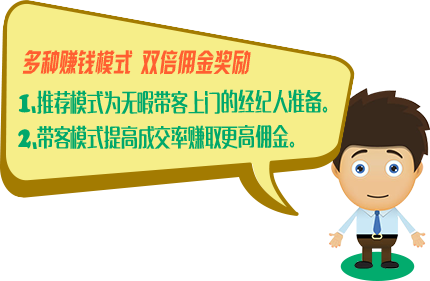 多种赚钱模式 双倍佣金奖励
1.推荐模式为无暇带客上门的经纪人准备。
2.带客模式提高成交率赚取更高佣金。